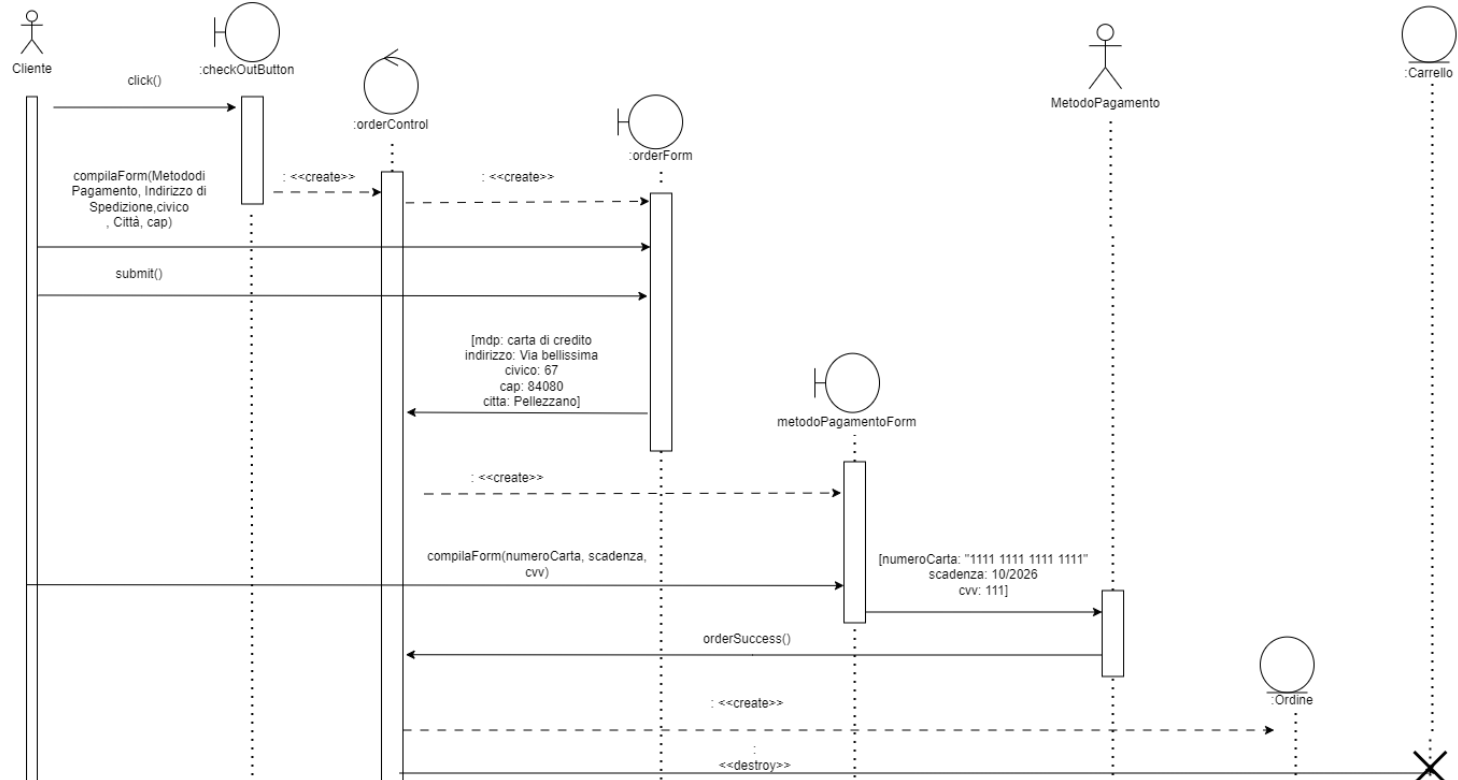 Cliente
:checkOutButton
:Carrello
click()
MetodoPagamento
:orderControl
:orderForm
compilaForm(Metododi
Pagamento, Indirizzo di
Spedizione,civico
, Città, cap)
: <<create>>
: <<create>>
submit()
[mdp: carta di credito
indirizzo: Via bellissima
civico: 67
cap: 84080
citta: Pellezzano]
metodoPagamentoForm
: <<create>>
compilaForm(numeroCarta, scadenza,
cvv)
[numeroCarta: "1111 1111 1111 1111"
scadenza: 10/2026
cvv: 111]
orderSuccess()
:Ordine
: <<create>>
:
<<destroy>>